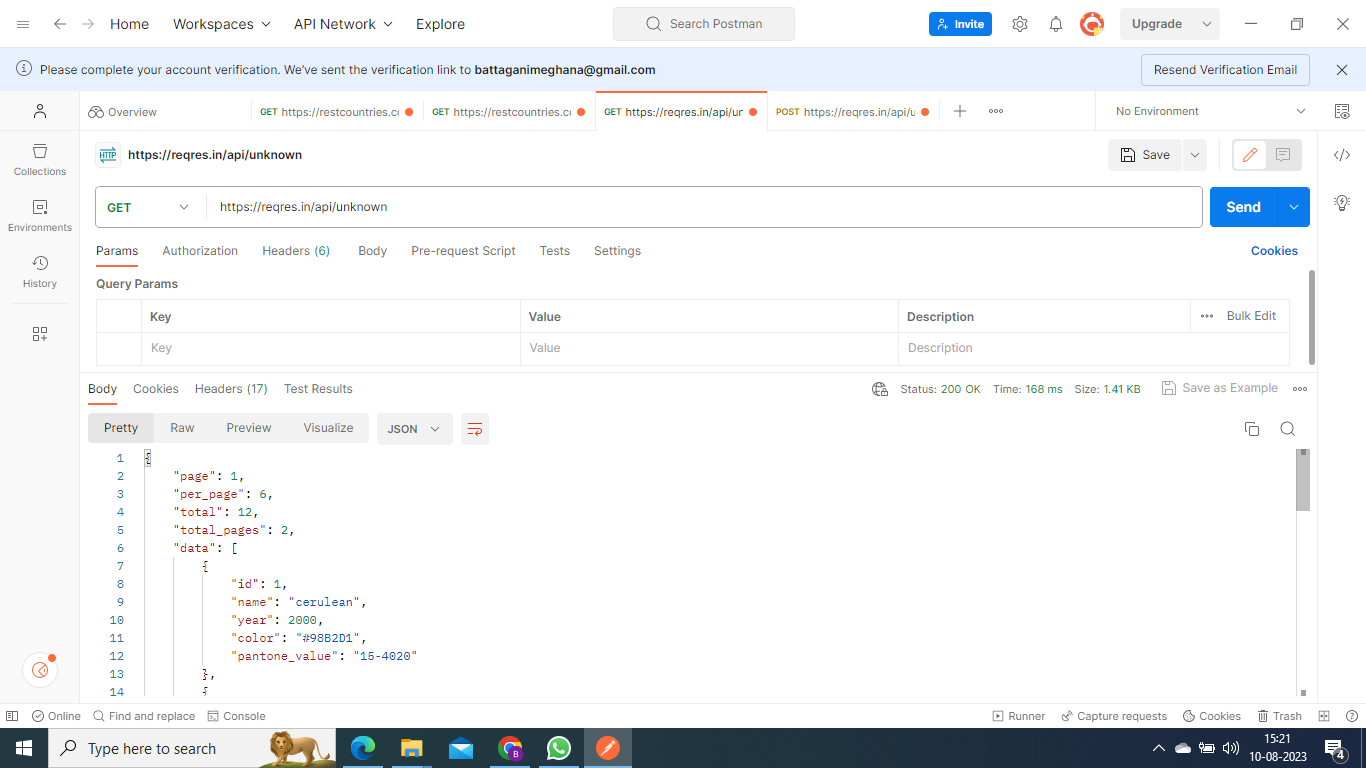 Home Workspaces API Network Explore Search Postman Invite Upgrade
Please complete your account verification. We've sent the verification link to battaganimeghana@gmail.com Resend Verification Email
Overview GET https://restcountries.c GET https://restcountries.c GET https://reqres.in/api/ur POST https://reqres.in/api/u No Environment
HTTP https://reqres.in/api/unknown Save
Collections
GET https://reqres.in/api/unknown Send
Environments
Params Authorization Headers (6) Body Pre-request Script Tests Settings Cookies
History
Query Params
Key Value Description Bulk Edit
Key Value Description
Body Cookies Headers (17) Test Results Status: 200 OK Time: 168 ms Size: 1.41 KB Save as Example
Pretty Raw Preview Visualize JSON
1 {
2 "page": 1,
3 "per_page": 6,
4 "total": 12,
5 "total_pages": 2,
6 "data": [
7 {
8 "id": 1,
9 "name": "cerulean",
10 "year": 2000,
11 "color": "#98B2D1",
12 "pantone_value": "15-4020"
13 },
14 {
Online Find and replace Console Runner Capture requests Cookies Trash
Type here to search B 15:21
10-08-2023 4